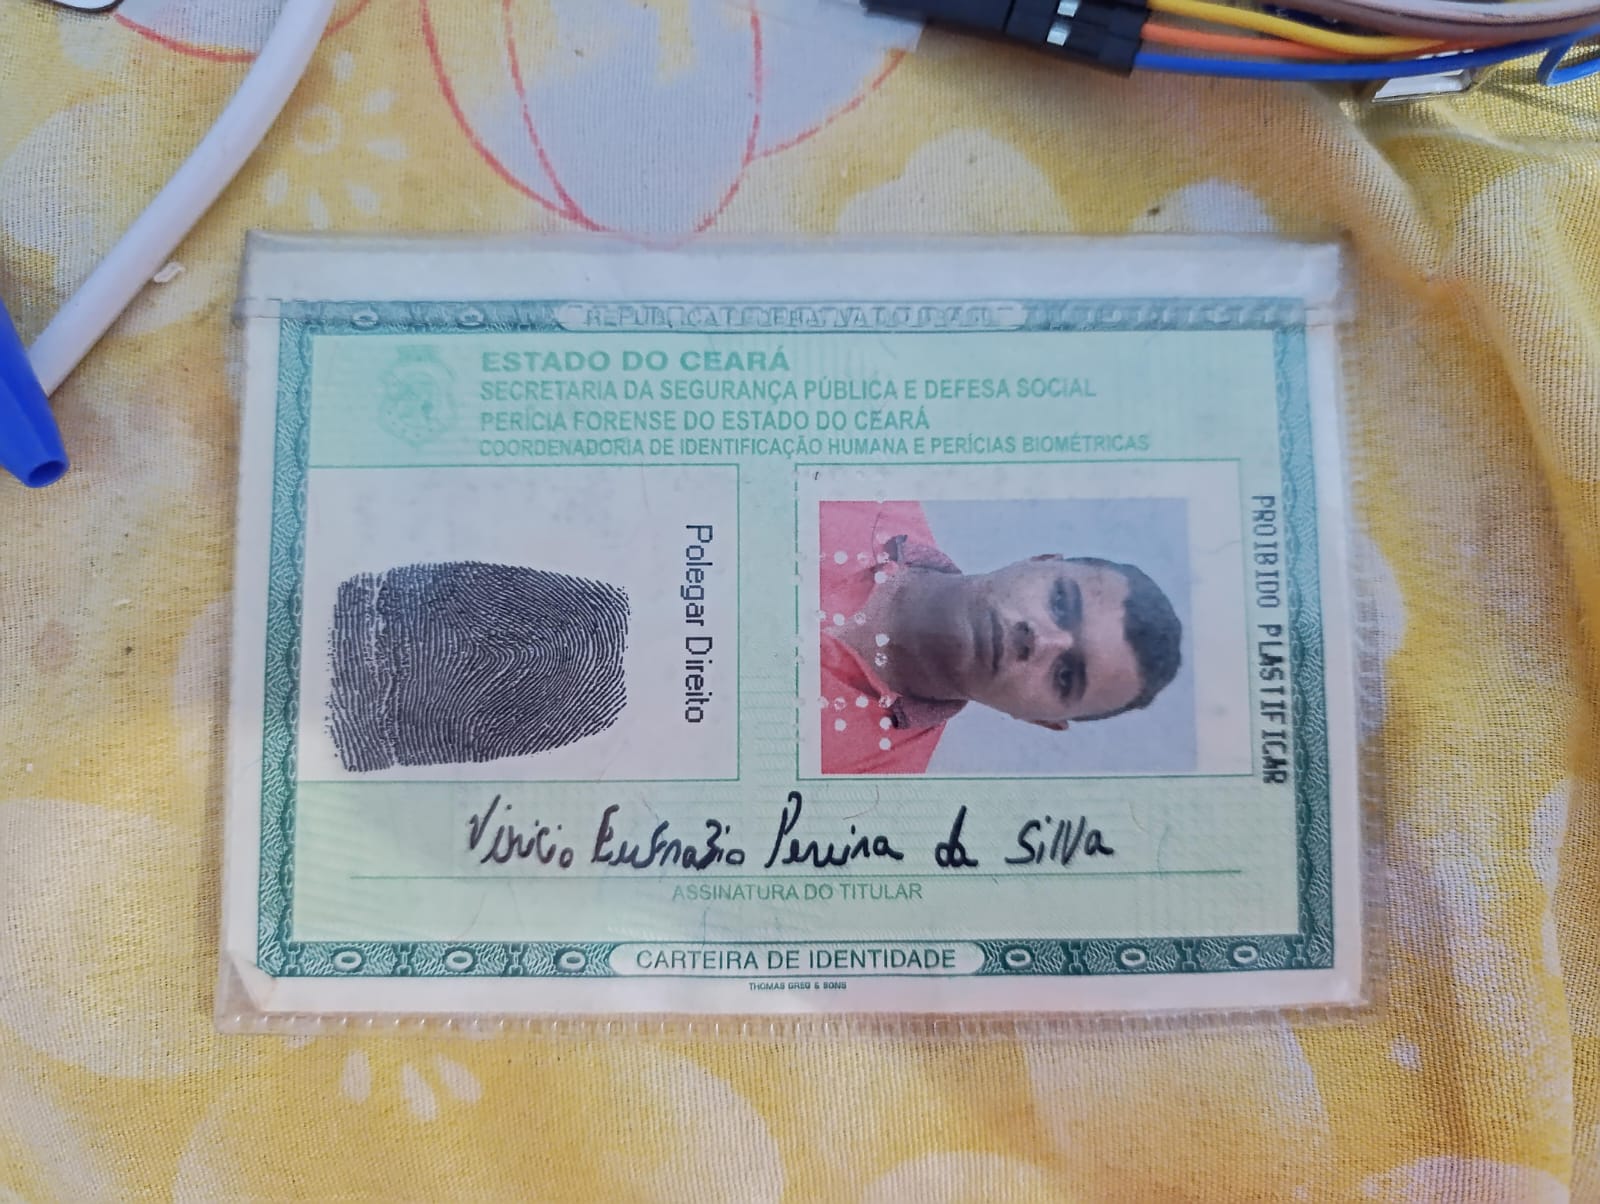 REPÚBLICA FEDERATIVA DO BRASIL
ESTADO DO CEARÁ
SECRETARIA DA SEGURANÇA PÚBLICA E DEFESA SOCIAL
PERÍCIA FORENSE DO ESTADO DO CEARÁ
COORDENADORIA DE IDENTIFICAÇÃO HUMANA E PERÍCIAS BIOMÉTRICAS
Polegar Direito
PROIBIDO PLASTIFICAR
Vinicio Eufrazio Pereira da Silva
ASSINATURA DO TITULAR
CARTEIRA DE IDENTIDADE
THOMAS GREG & SONS